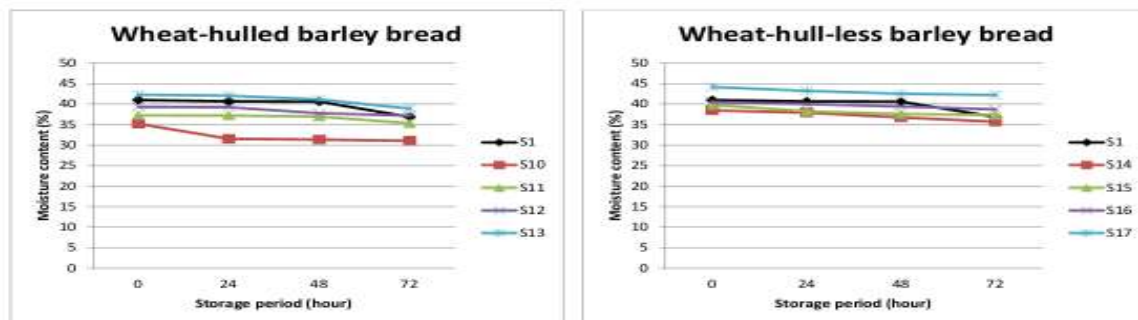 Wheat-hulled barley bread
50
45
40
35
30
25
20
15
10
5
0
Moisture content (%)
0 24 48 72
Storage period (hour)
S1
S10
S11
S12
S13
Wheat-hull-less barley bread
50
45
40
35
30
25
20
15
10
5
0
Moisture content (%)
0 24 48 72
Storage period (hour)
S1
S14
S15
S16
S17